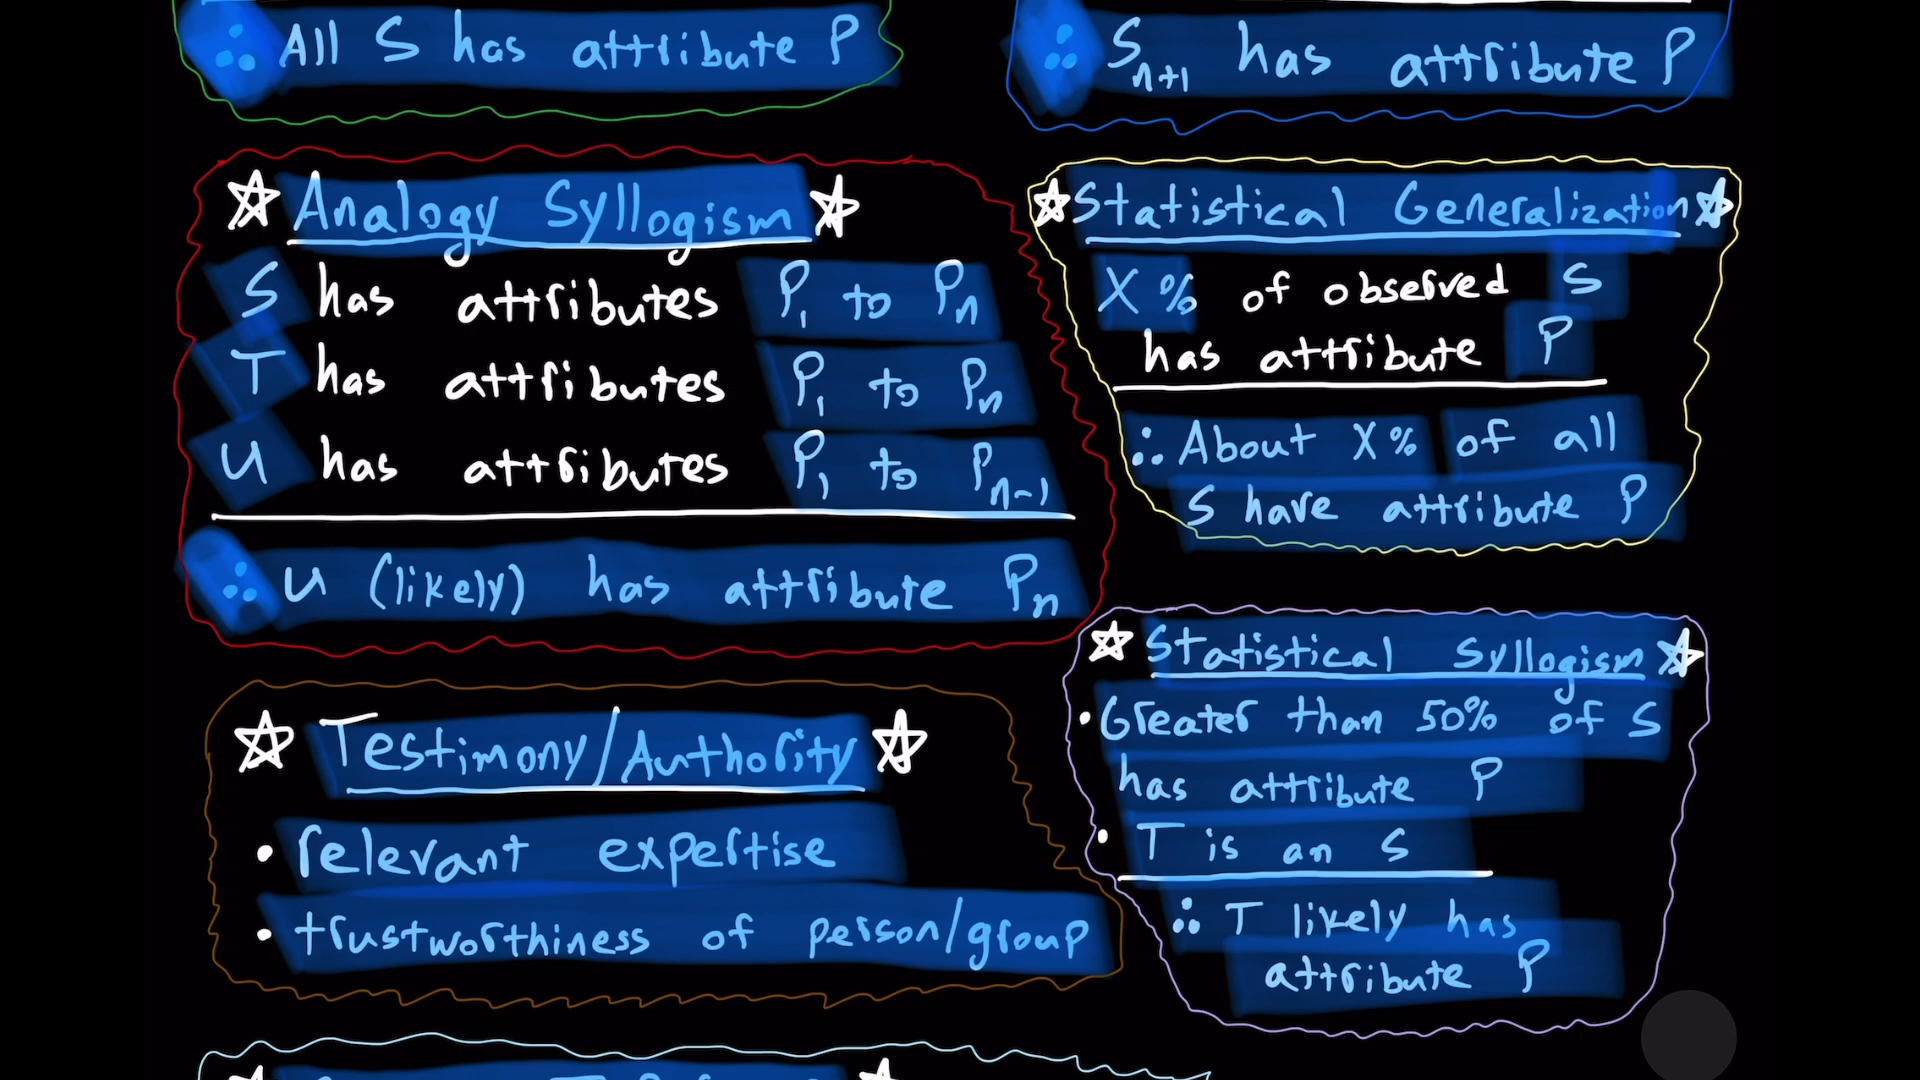 ∴ All S has attribute P
∴ Sn+1 has attribute P
☆ Analogy Syllogism ☆
S has attributes P₁ to Pₙ
T has attributes P₁ to Pₙ
U has attributes P₁ to Pₙ₋₁
∴ U (likely) has attribute Pₙ
☆ Statistical Generalization ☆
X% of observed S
has attribute P
∴ About X% of all
S have attribute P
☆ Testimony/Authority ☆
• relevant expertise
• trustworthiness of person/group
☆ Statistical Syllogism ☆
• Greater than 50% of S
has attribute P
• T is an S
∴ T likely has
attribute P